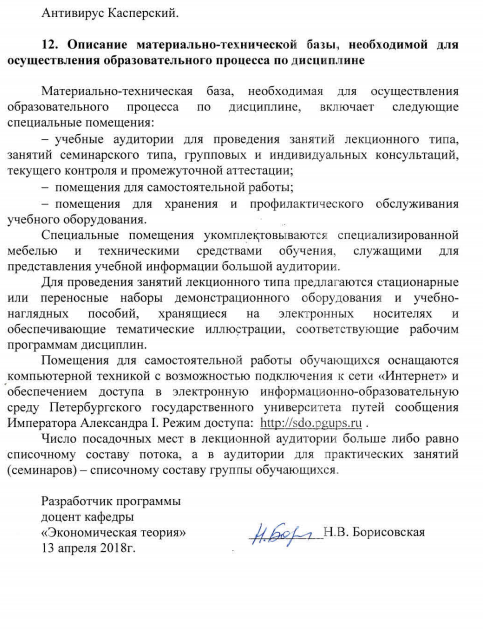 Антивирус Касперский.
12. Описание материально-технической базы, необходимой для
осуществления образовательного процесса по дисциплине
Материально-техническая база, необходимая для осуществления
образовательного процесса по дисциплине, включает следующие
специальные помещения:
– учебные аудитории для проведения занятий лекционного типа,
занятий семинарского типа, групповых и индивидуальных консультаций,
текущего контроля и промежуточной аттестации;
– помещения для самостоятельной работы;
– помещения для хранения и профилактического обслуживания
учебного оборудования.
Специальные помещения укомплектовываются специализированной
мебелью и техническими средствами обучения, служащими для
представления учебной информации большой аудитории.
Для проведения занятий лекционного типа предлагаются стационарные
или переносные наборы демонстрационного оборудования и учебно-
наглядных пособий, хранящиеся на электронных носителях и
обеспечивающие тематические иллюстрации, соответствующие рабочим
программам дисциплин.
Помещения для самостоятельной работы обучающихся оснащаются
компьютерной техникой с возможностью подключения к сети «Интернет» и
обеспечением доступа в электронную информационно-образовательную
среду Петербургского государственного университета путей сообщения
Императора Александра I. Режим доступа: http://sdo.pgups.ru .
Число посадочных мест в лекционной аудитории больше либо равно
списочному составу потока, а в аудитории для практических занятий
(семинаров) – списочному составу группы обучающихся.
Разработчик программы
доцент кафедры
«Экономическая теория» Н.Бор Н.В. Борисовская
13 апреля 2018г.